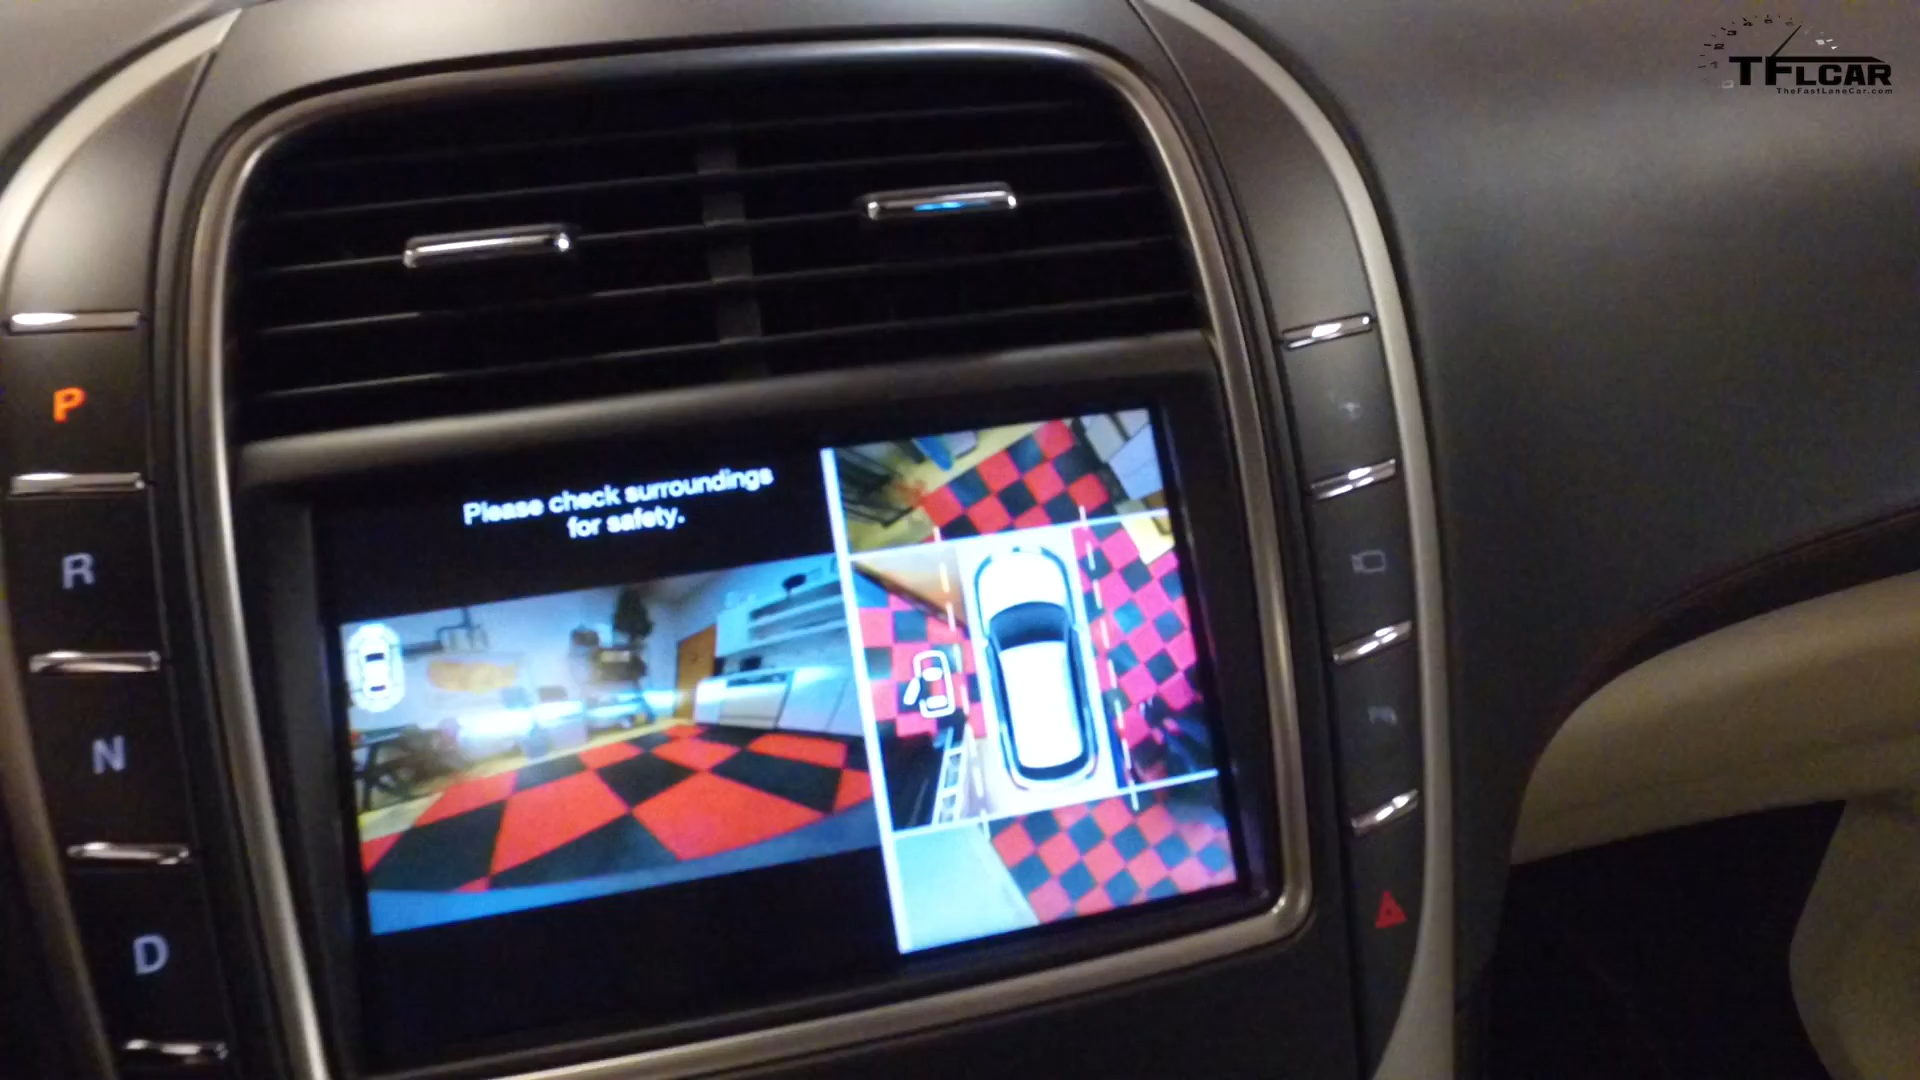 TFLCAR
TheFastLaneCar.com
P
R
N
D
Please check surroundings
for safety.